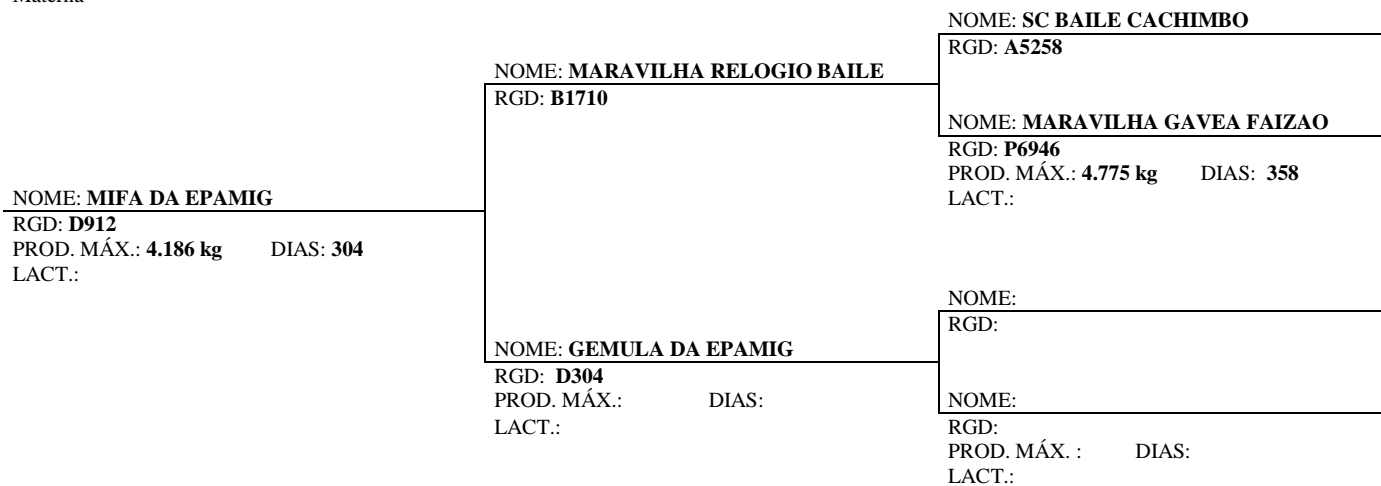 NOME: SC BAILE CACHIMBO
RGD: A5258
NOME: MARAVILHA RELOGIO BAILE
RGD: B1710
NOME: MARAVILHA GAVEA FAIZAO
RGD: P6946
PROD. MÁX.: 4.775 kg DIAS: 358
LACT.:
NOME: MIFA DA EPAMIG
RGD: D912
PROD. MÁX.: 4.186 kg DIAS: 304
LACT.:
NOME:
RGD:
NOME: GEMULA DA EPAMIG
RGD: D304
PROD. MÁX.: DIAS:
LACT.:
NOME:
RGD:
PROD. MÁX. : DIAS:
LACT.: